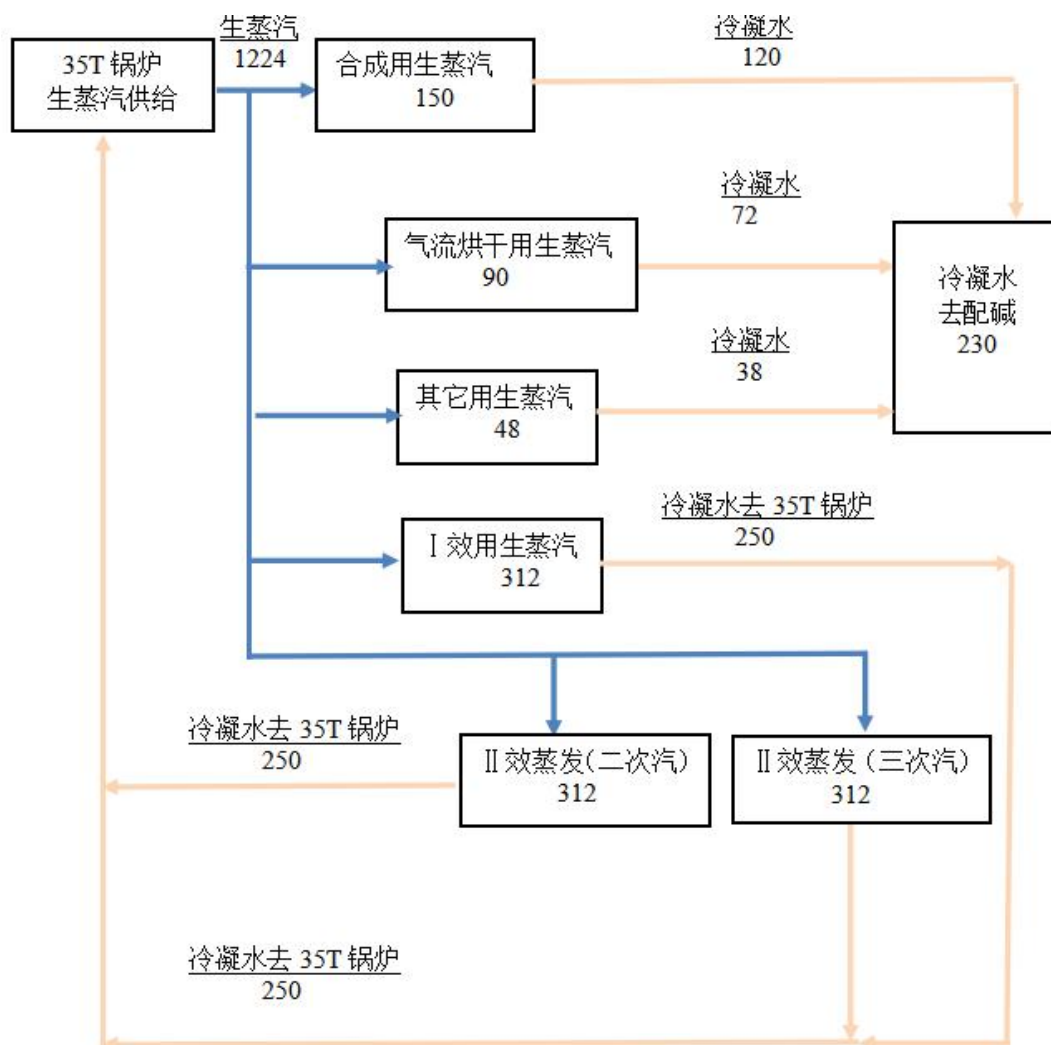 生蒸汽
1224
冷凝水
120
35T 锅炉
生蒸汽供给
合成用生蒸汽
150
冷凝水
72
气流烘干用生蒸汽
90
冷凝水
去配碱
230
冷凝水
38
其它用生蒸汽
48
冷凝水去 35T 锅炉
250
Ⅰ效用生蒸汽
312
冷凝水去 35T 锅炉
250
Ⅱ效蒸发(二次汽)
312
Ⅱ效蒸发（三次汽）
312
冷凝水去 35T 锅炉
250